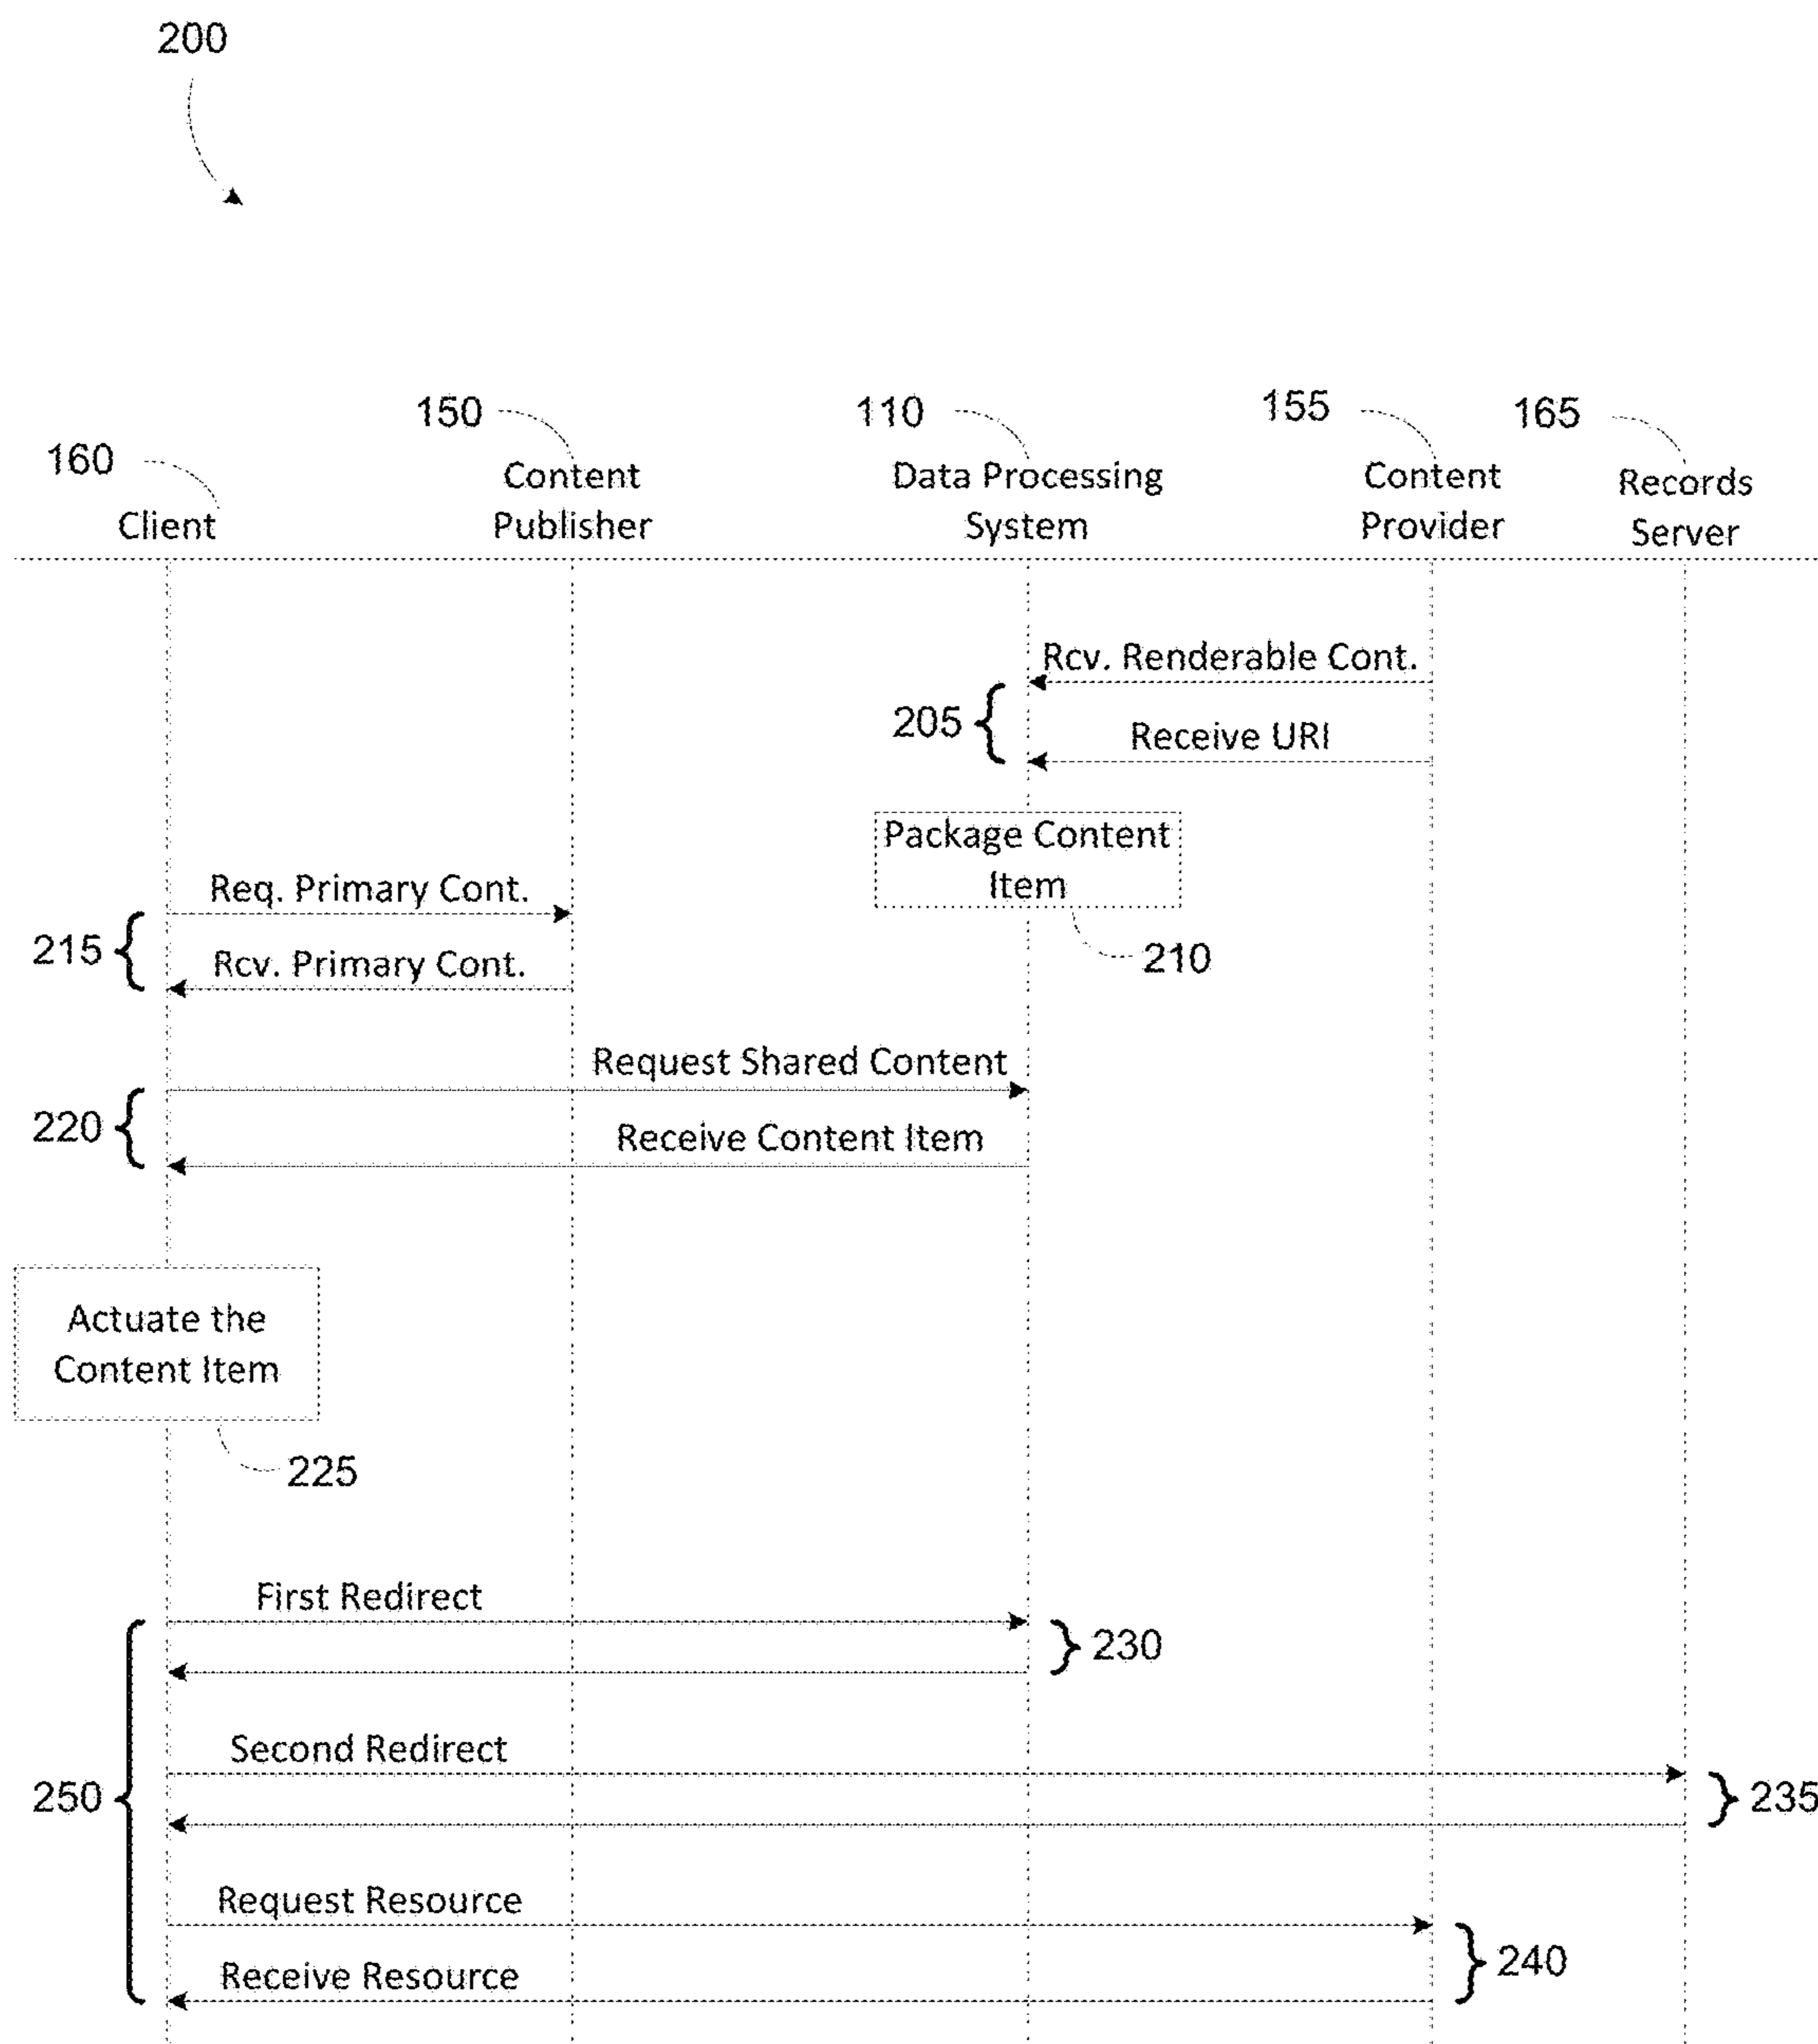 200
150
110
155
165
160
Content
Publisher
Data Processing
System
Content
Provider
Records
Server
Client
Rcv. Renderable Cont.
205
Receive URI
Package Content
Item
210
Req. Primary Cont.
215
Rcv. Primary Cont.
Request Shared Content
220
Receive Content Item
Actuate the
Content Item
225
First Redirect
230
Second Redirect
250
235
Request Resource
240
Receive Resource